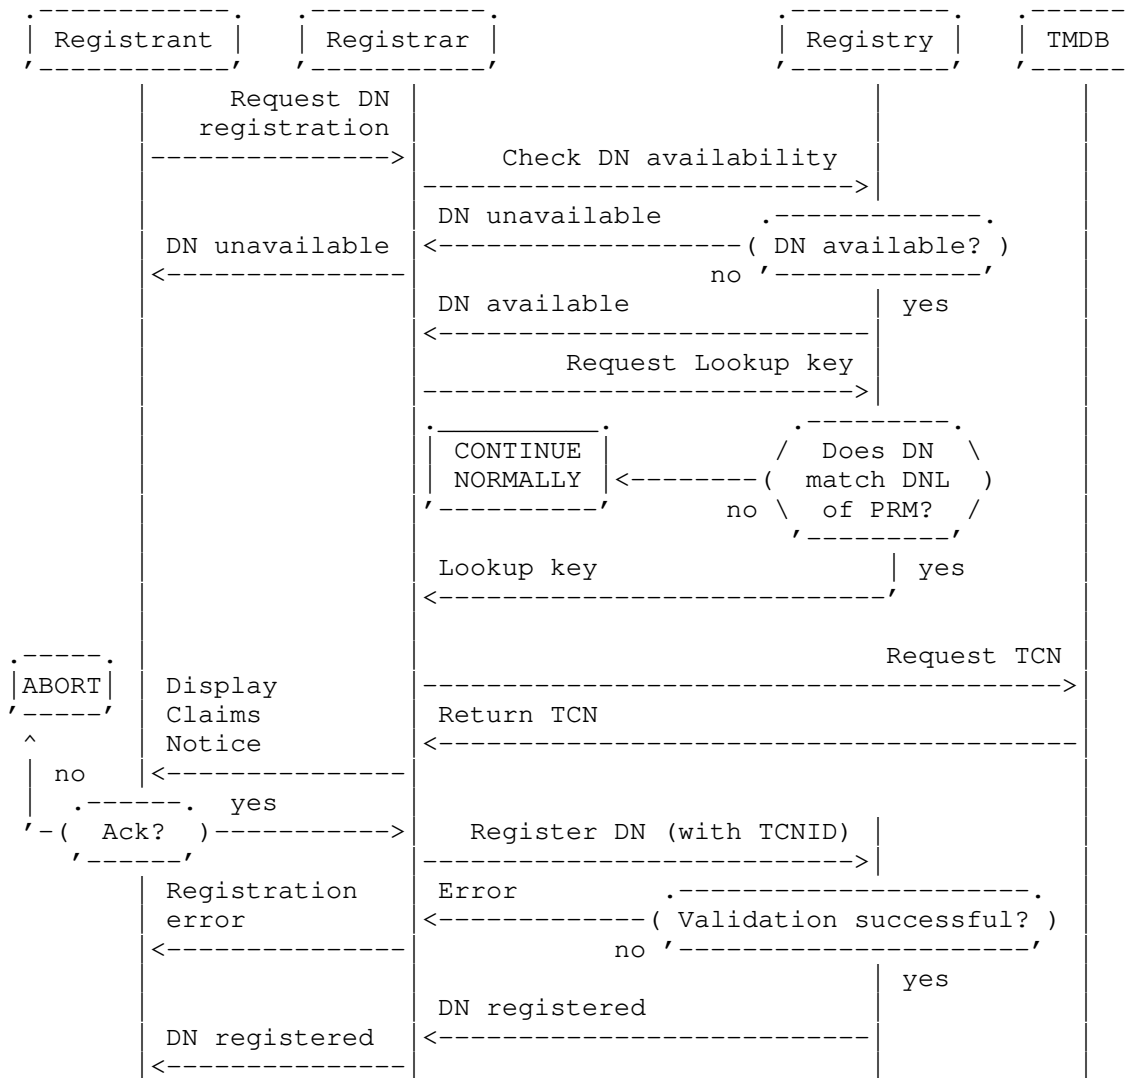 Registrant Registrar Registry TMDB
Request DN
registration
Check DN availability
DN unavailable
DN unavailable DN available?
no
DN available yes
Request Lookup key
CONTINUE Does DN
NORMALLY match DNL
no of PRM?
Lookup key yes
Request TCN
ABORT Display
Claims Return TCN
Notice
no
yes
Ack? Register DN (with TCNID)
Registration Error
error Validation successful?
no
yes
DN registered
DN registered